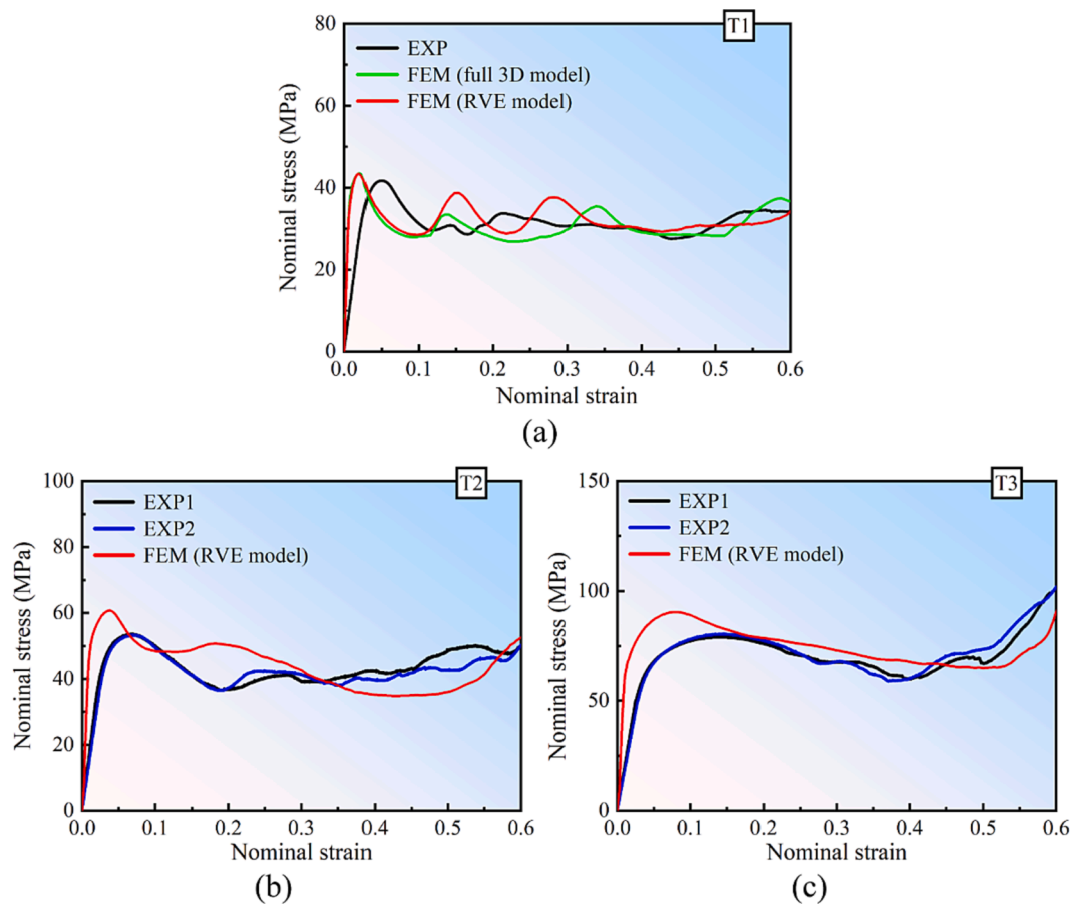 T1
80
60
40
20
0
Nominal stress (MPa)
EXP
FEM (full 3D model)
FEM (RVE model)
0.0 0.1 0.2 0.3 0.4 0.5 0.6
Nominal strain
(a)
T2
100
80
60
40
20
0
Nominal stress (MPa)
EXP1
EXP2
FEM (RVE model)
0.0 0.1 0.2 0.3 0.4 0.5 0.6
Nominal strain
(b)
T3
150
100
50
0
Nominal stress (MPa)
EXP1
EXP2
FEM (RVE model)
0.0 0.1 0.2 0.3 0.4 0.5 0.6
Nominal strain
(c)